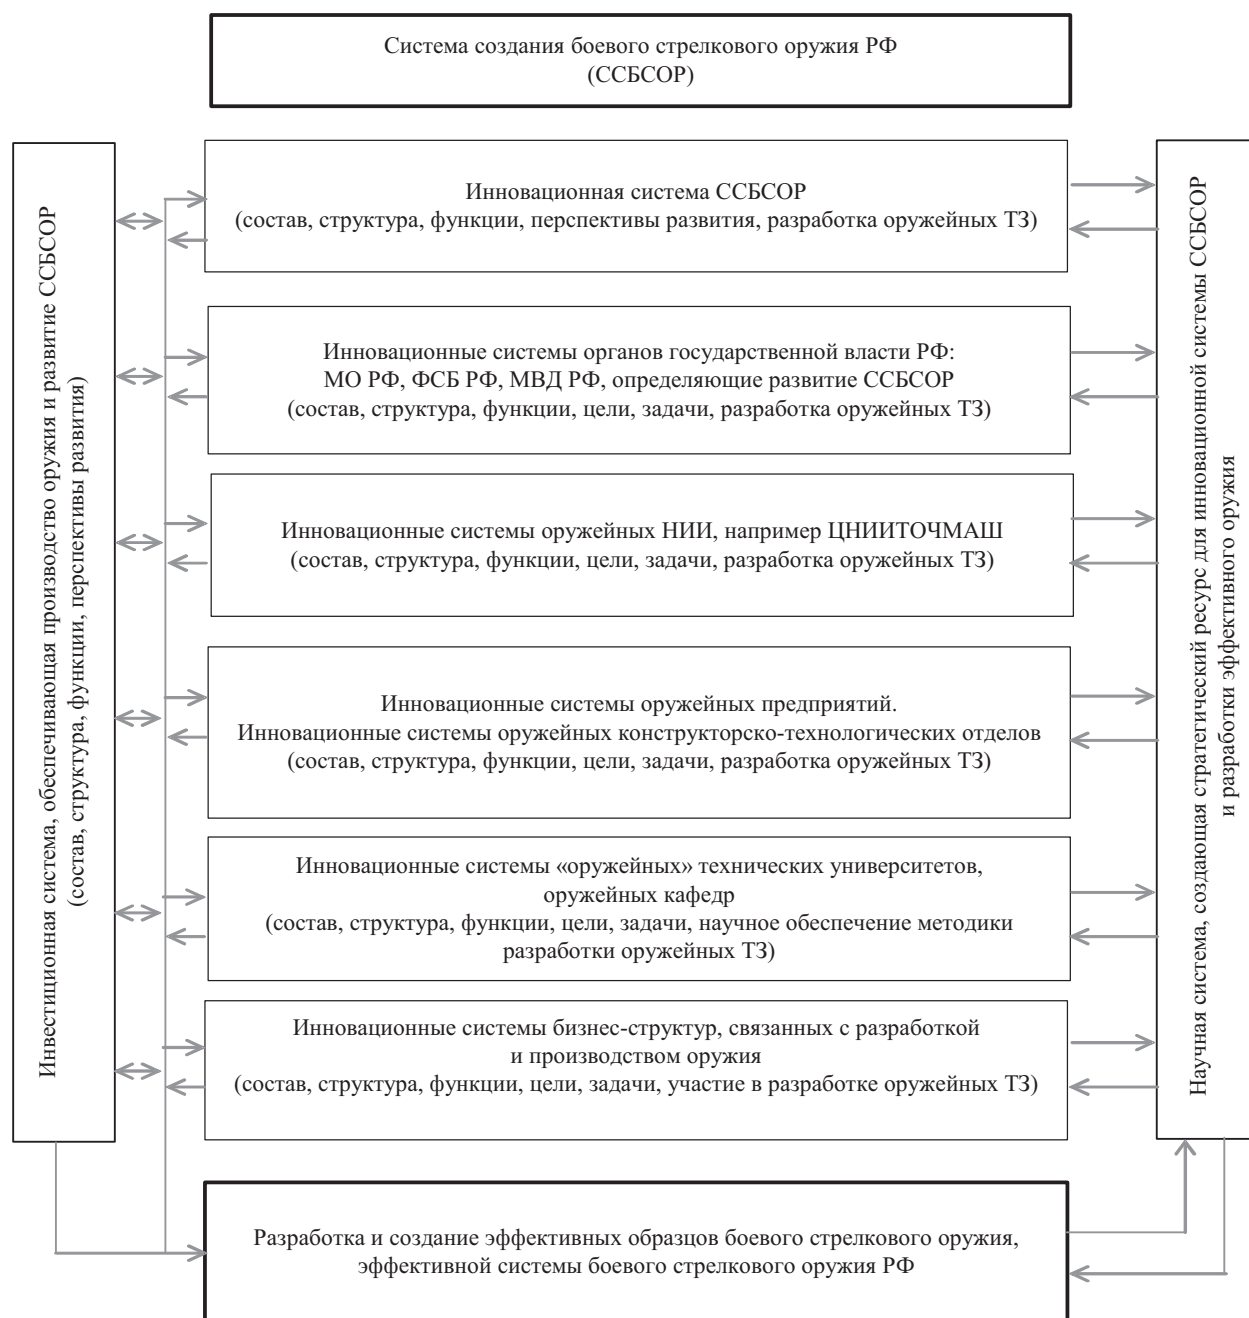 Система создания боевого стрелкового оружия РФ
(ССБСОР)
Инвестиционная система, обеспечивающая производство оружия и развитие ССБСОР
(состав, структура, функции, перспективы развития)
Инновационная система ССБСОР
(состав, структура, функции, перспективы развития, разработка оружейных ТЗ)
Инновационные системы органов государственной власти РФ:
МО РФ, ФСБ РФ, МВД РФ, определяющие развитие ССБСОР
(состав, структура, функции, цели, задачи, разработка оружейных ТЗ)
Инновационные системы оружейных НИИ, например ЦНИИТОЧМАШ
(состав, структура, функции, цели, задачи, разработка оружейных ТЗ)
Инновационные системы оружейных предприятий.
Инновационные системы оружейных конструкторско-технологических отделов
(состав, структура, функции, цели, задачи, разработка оружейных ТЗ)
Инновационные системы «оружейных» технических университетов,
оружейных кафедр
(состав, структура, функции, цели, задачи, научное обеспечение методики
разработки оружейных ТЗ)
Инновационные системы бизнес-структур, связанных с разработкой
и производством оружия
(состав, структура, функции, цели, задачи, участие в разработке оружейных ТЗ)
Научная система, создающая стратегический ресурс для инновационной системы ССБСОР
и разработки эффективного оружия
Разработка и создание эффективных образцов боевого стрелкового оружия,
эффективной системы боевого стрелкового оружия РФ